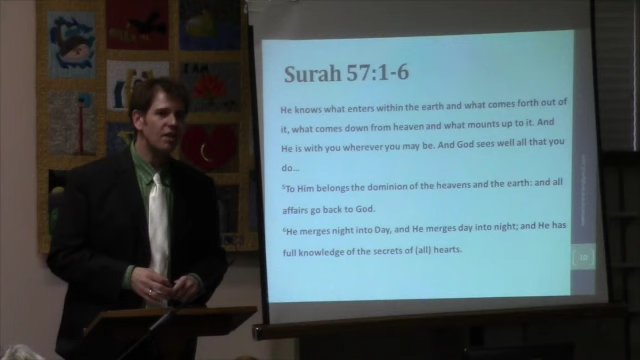 Surah 57:1-6
He knows what enters within the earth and what comes forth out of
it, what comes down from heaven and what mounts up to it. And
He is with you wherever you may be. And God sees well all that you
do...
⁵To Him belongs the dominion of the heavens and the earth: and all
affairs go back to God.
⁶He merges night into Day, and He merges day into night; and He has
full knowledge of the secrets of (all) hearts.
I AM